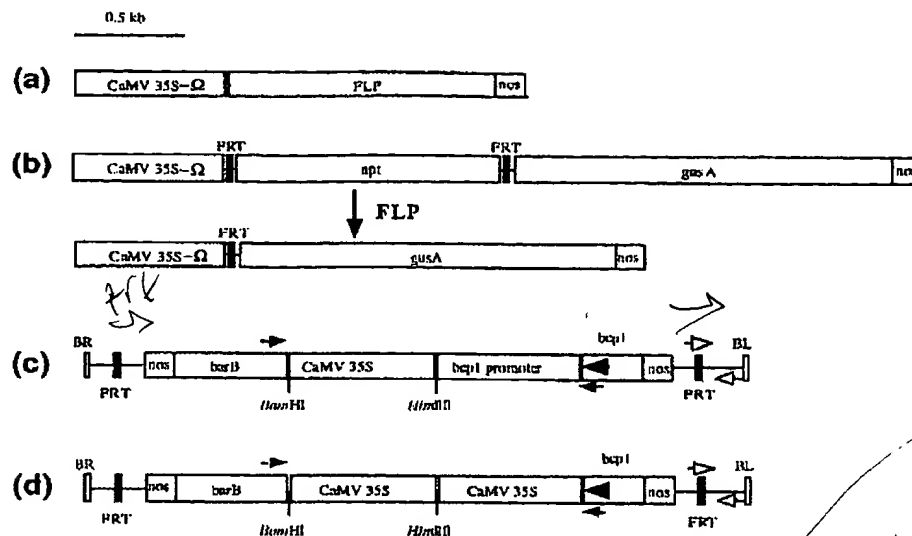 0.5 kb
(a) CaMV 35S-Ω FLP nos
FRT FRT
(b) CaMV 35S-Ω npt gusA nos
FLP
FRT
CaMV 35S-Ω gusA nos
frt
BR bcp1 BL
(c) nos barB CaMV 35S bcp1 promoter nos
FRT BamHI HindIII FRT
BR bcp1 BL
(d) nos barB CaMV 35S CaMV 35S nos
FRT BamHI HindIII FRT